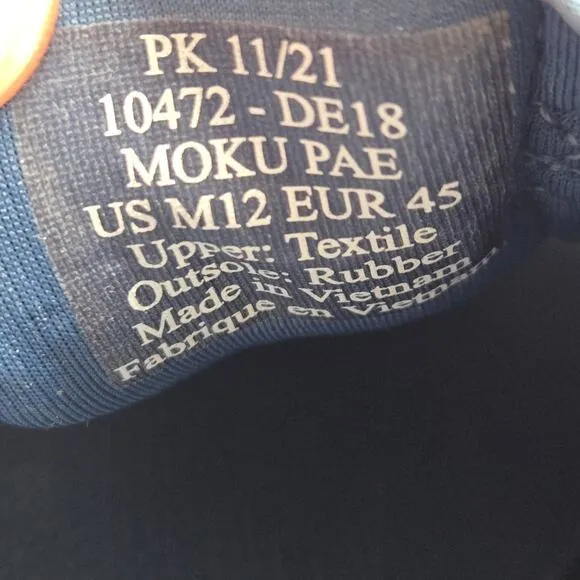 PK 11/21
10472 - DE18
MOKU PAE
US M12 EUR 45
Upper: Textile
Outsole: Rubber
Made in Vietnam
Fabrique en Vietnam